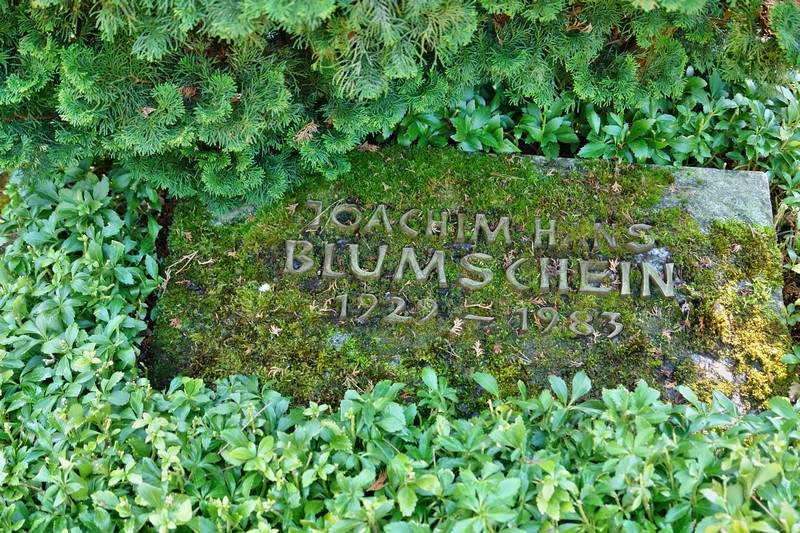 JOACHIM HANS
BLUMSCHEIN
1929 – 1983